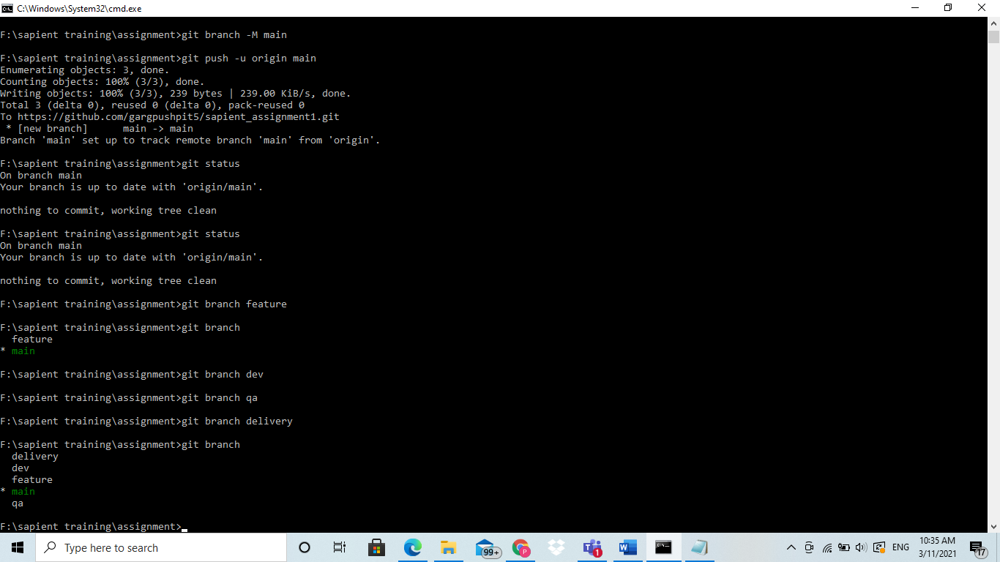 C:\Windows\System32\cmd.exe
F:\sapient training\assignment>git branch -M main
F:\sapient training\assignment>git push -u origin main
Enumerating objects: 3, done.
Counting objects: 100% (3/3), done.
Writing objects: 100% (3/3), 239 bytes | 239.00 KiB/s, done.
Total 3 (delta 0), reused 0 (delta 0), pack-reused 0
To https://github.com/gargpushpit5/sapient_assignment1.git
 * [new branch]      main -> main
Branch 'main' set up to track remote branch 'main' from 'origin'.
F:\sapient training\assignment>git status
On branch main
Your branch is up to date with 'origin/main'.
nothing to commit, working tree clean
F:\sapient training\assignment>git status
On branch main
Your branch is up to date with 'origin/main'.
nothing to commit, working tree clean
F:\sapient training\assignment>git branch feature
F:\sapient training\assignment>git branch
  feature
* main
F:\sapient training\assignment>git branch dev
F:\sapient training\assignment>git branch qa
F:\sapient training\assignment>git branch delivery
F:\sapient training\assignment>git branch
  delivery
  dev
  feature
* main
  qa
F:\sapient training\assignment>
Type here to search
99+
P
1
ENG
10:35 AM
3/11/2021
17